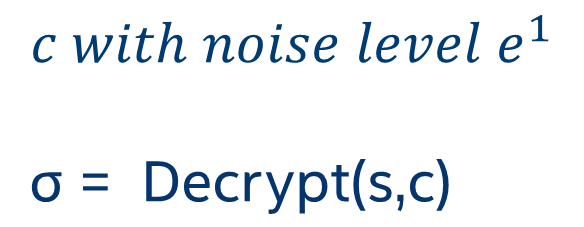 c with noise level e¹
σ = Decrypt(s,c)